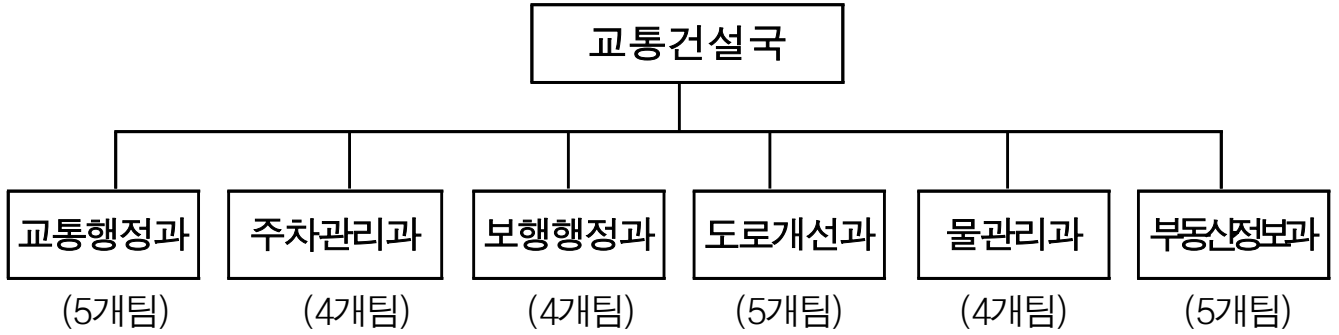 교통건설국
교통행정과 주차관리과 보행행정과 도로개선과 물관리과 부동산정보과
(5개팀) (4개팀) (4개팀) (5개팀) (4개팀) (5개팀)